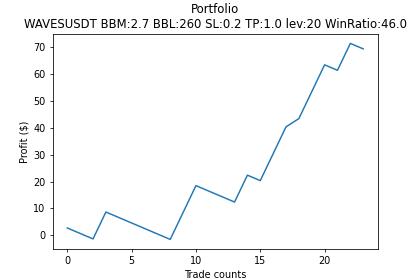 Portfolio
WAVESUSDT BBM:2.7 BBL:260 SL:0.2 TP:1.0 lev:20 WinRatio:46.0
70
60
50
40
30
20
10
0
Profit ($)
0 5 10 15 20
Trade counts